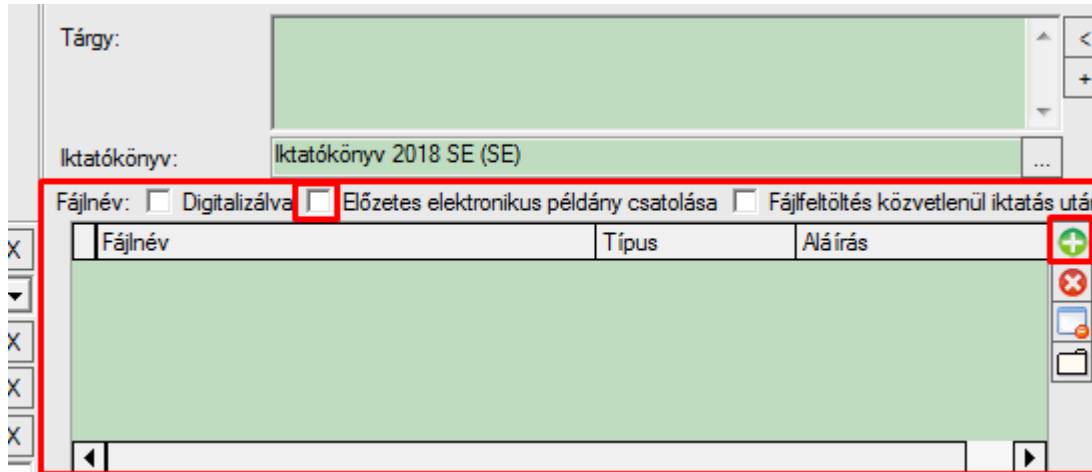 Tárgy:
<
+
Iktatókönyv: Iktatókönyv 2018 SE (SE) ...
Fájlnév: Digitalizálva Előzetes elektronikus példány csatolása Fájlfeltöltés közvetlenül iktatás utá
Fájlnév Típus Aláírás
X
X
X
X